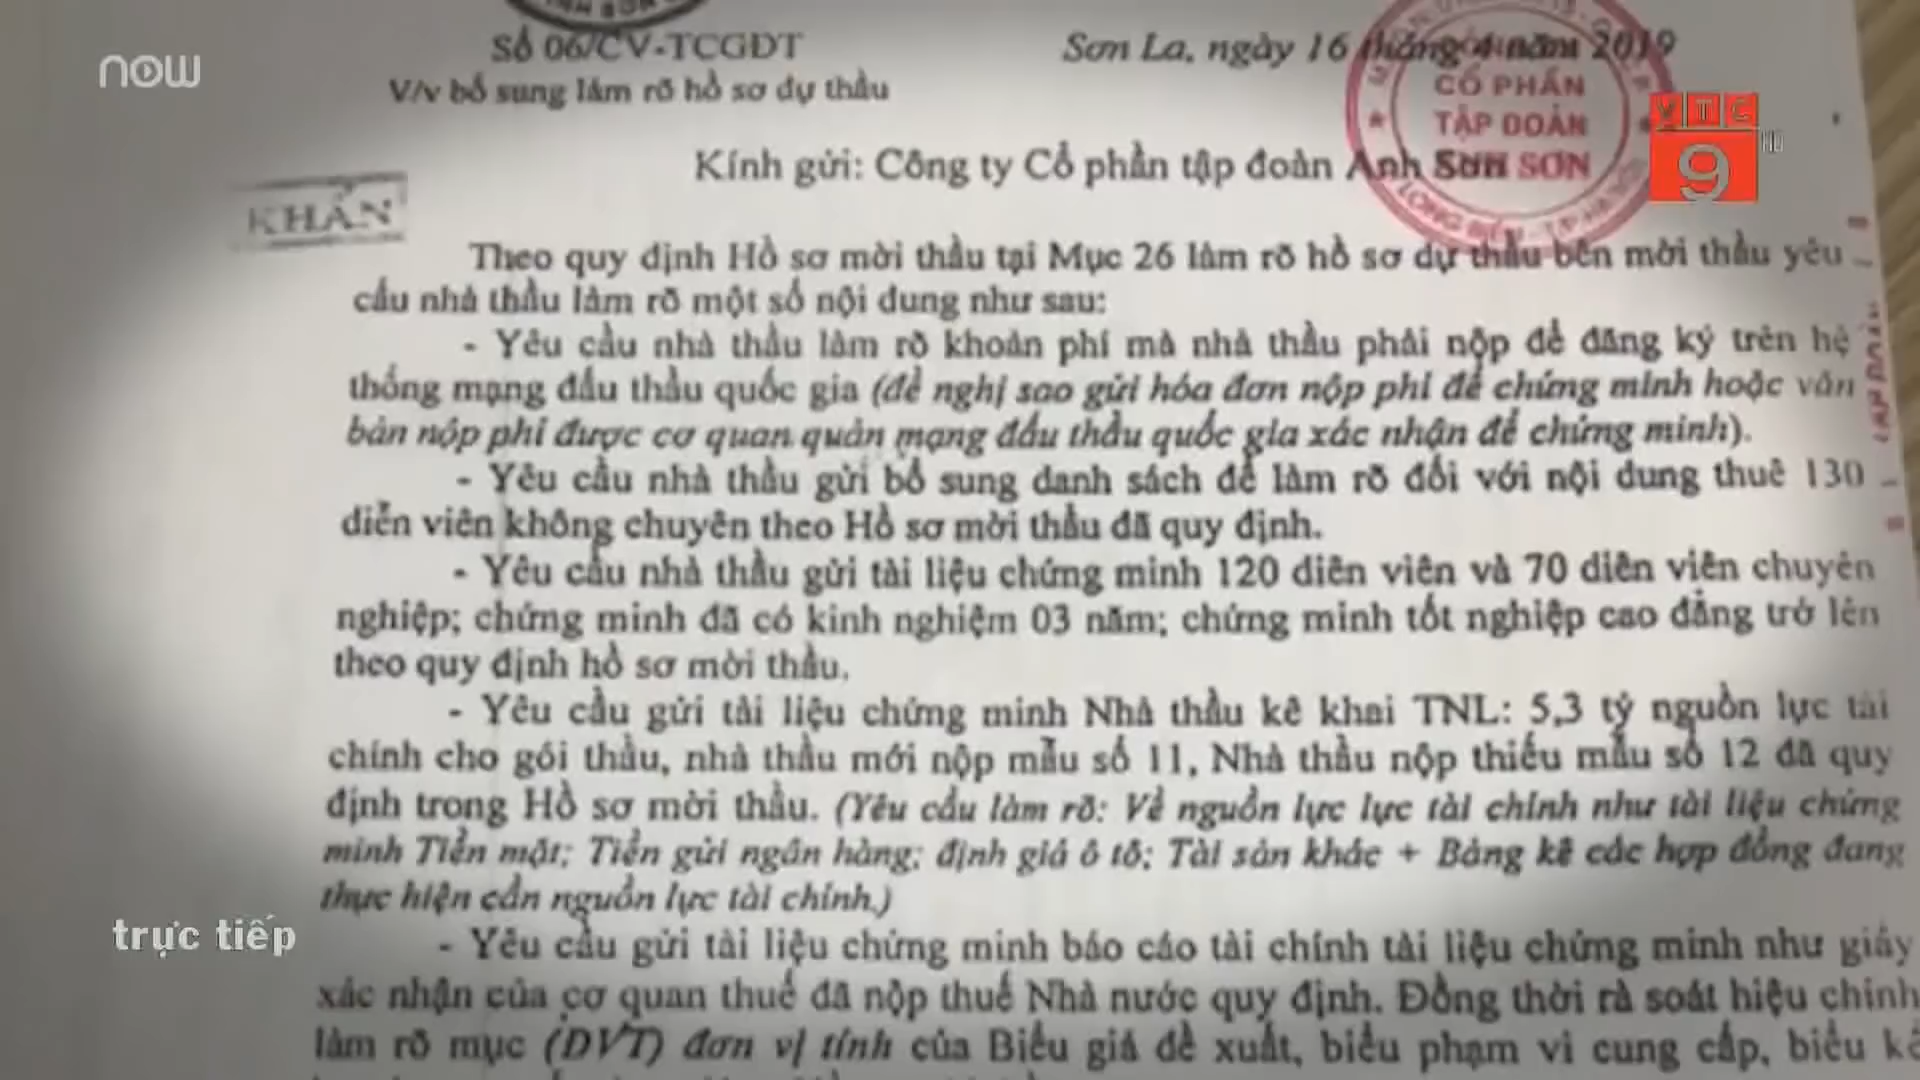 Số 06/CV-TCGĐT
Sơn La, ngày 16 tháng 4 năm 2019
now
V/v bổ sung làm rõ hồ sơ dự thầu
CỔ PHẦN
TẬP ĐOÀN
ANH SƠN
VTC
9
HD
Kính gửi: Công ty Cổ phần tập đoàn Anh Sơn
KHẨN
Theo quy định Hồ sơ mời thầu tại Mục 26 làm rõ hồ sơ dự thầu bên mời thầu yêu
cầu nhà thầu làm rõ một số nội dung như sau:
- Yêu cầu nhà thầu làm rõ khoản phí mà nhà thầu phải nộp để đăng ký trên hệ
thống mạng đấu thầu quốc gia (đề nghị sao gửi hóa đơn nộp phí để chứng minh hoặc văn
bản nộp phí được cơ quan quản mạng đấu thầu quốc gia xác nhận để chứng minh).
- Yêu cầu nhà thầu gửi bổ sung danh sách để làm rõ đối với nội dung thuê 130
diễn viên không chuyên theo Hồ sơ mời thầu đã quy định.
- Yêu cầu nhà thầu gửi tài liệu chứng minh 120 diên viên và 70 diên viên chuyên
nghiệp; chứng minh đã có kinh nghiệm 03 năm; chứng minh tốt nghiệp cao đẳng trở lên
theo quy định hồ sơ mời thầu.
- Yêu cầu gửi tài liệu chứng minh Nhà thầu kê khai TNL: 5,3 tỷ nguồn lực tài
chính cho gói thầu, nhà thầu mới nộp mẫu số 11, Nhà thầu nộp thiếu mẫu số 12 đã quy
định trong Hồ sơ mời thầu. (Yêu cầu làm rõ: Về nguồn lực lực tài chính như tài liệu chứng
minh Tiền mặt; Tiền gửi ngân hàng; định giá ô tô; Tài sản khác + Bảng kê các hợp đồng đang
thực hiện cần nguồn lực tài chính.)
trực tiếp
- Yêu cầu gửi tài liệu chứng minh báo cáo tài chính tài liệu chứng minh như giấy
xác nhận của cơ quan thuế đã nộp thuế Nhà nước quy định. Đồng thời rà soát hiệu chỉnh
làm rõ mục (ĐVT) đơn vị tính của Biểu giá đề xuất, biểu phạm vi cung cấp, biểu kê